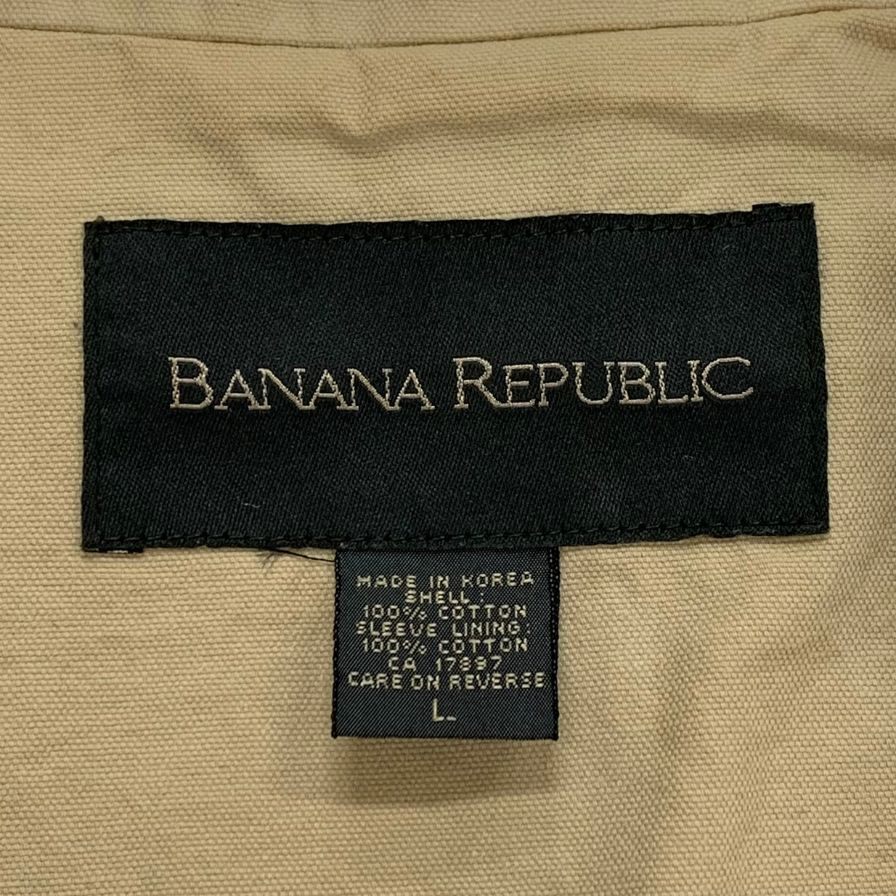 BANANA REPUBLIC
MADE IN KOREA
SHELL:
100% COTTON
SLEEVE LINING:
100% COTTON
CA 17897
CARE ON REVERSE
L